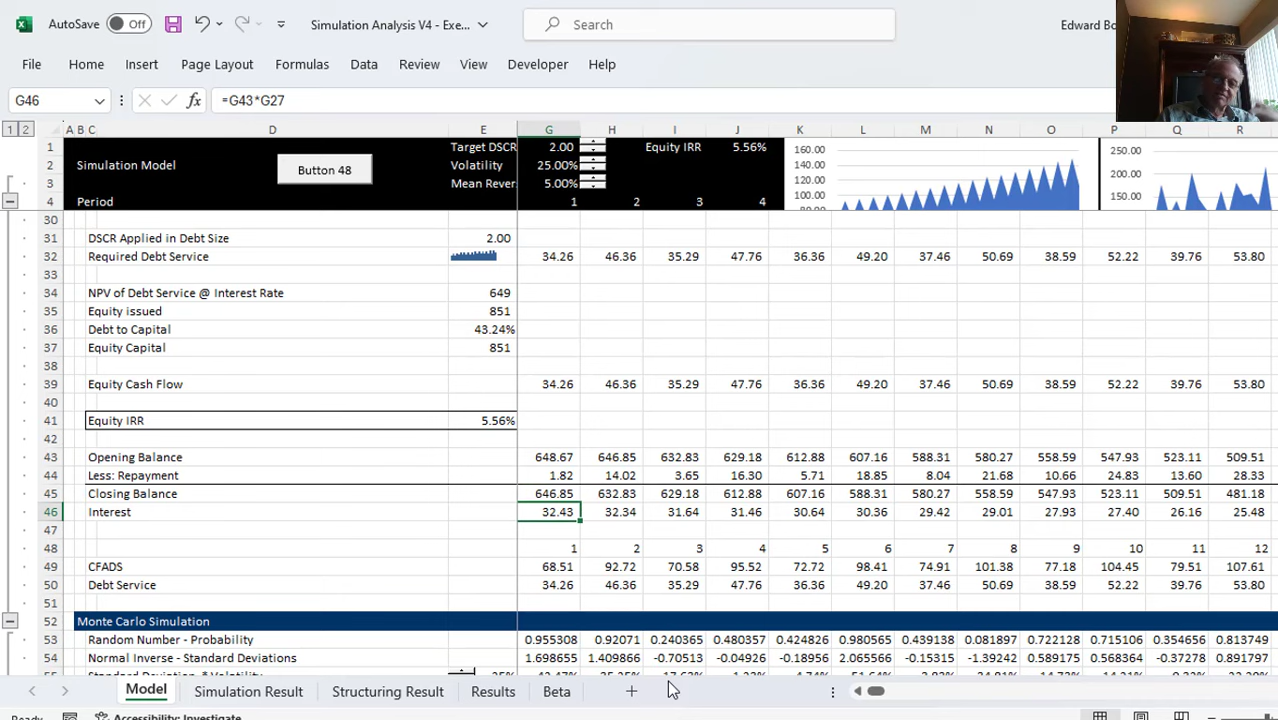 AutoSave Off Simulation Analysis V4 - Exe... Search Edward Bo
File Home Insert Page Layout Formulas Data Review View Developer Help
G46 fx =G43*G27
1 2 A B C D E G H I J K L M N O P Q R
1 Target DSCR 2.00 Equity IRR 5.56% 160.00 250.00
2 Simulation Model Button 48 Volatility 25.00% 140.00 200.00
3 Mean Rever 5.00% 120.00 150.00
4 Period 1 2 3 4 100.00
30
31 DSCR Applied in Debt Size 2.00
32 Required Debt Service 34.26 46.36 35.29 47.76 36.36 49.20 37.46 50.69 38.59 52.22 39.76 53.80
33
34 NPV of Debt Service @ Interest Rate 649
35 Equity issued 851
36 Debt to Capital 43.24%
37 Equity Capital 851
38
39 Equity Cash Flow 34.26 46.36 35.29 47.76 36.36 49.20 37.46 50.69 38.59 52.22 39.76 53.80
40
41 Equity IRR 5.56%
42
43 Opening Balance 648.67 646.85 632.83 629.18 612.88 607.16 588.31 580.27 558.59 547.93 523.11 509.51
44 Less: Repayment 1.82 14.02 3.65 16.30 5.71 18.85 8.04 21.68 10.66 24.83 13.60 28.33
45 Closing Balance 646.85 632.83 629.18 612.88 607.16 588.31 580.27 558.59 547.93 523.11 509.51 481.18
46 Interest 32.43 32.34 31.64 31.46 30.64 30.36 29.42 29.01 27.93 27.40 26.16 25.48
47
48 1 2 3 4 5 6 7 8 9 10 11 12
49 CFADS 68.51 92.72 70.58 95.52 72.72 98.41 74.91 101.38 77.18 104.45 79.51 107.61
50 Debt Service 34.26 46.36 35.29 47.76 36.36 49.20 37.46 50.69 38.59 52.22 39.76 53.80
51
52 Monte Carlo Simulation
53 Random Number - Probability 0.955308 0.92071 0.240365 0.480357 0.424826 0.980565 0.439138 0.081897 0.722128 0.715106 0.354656 0.813749
54 Normal Inverse - Standard Deviations 1.698655 1.409866 -0.70513 -0.04926 -0.18956 2.065566 -0.15315 -1.39242 0.589175 0.568364 -0.37278 0.891797
Model Simulation Result Structuring Result Results Beta
Ready Accessibility: Investigate